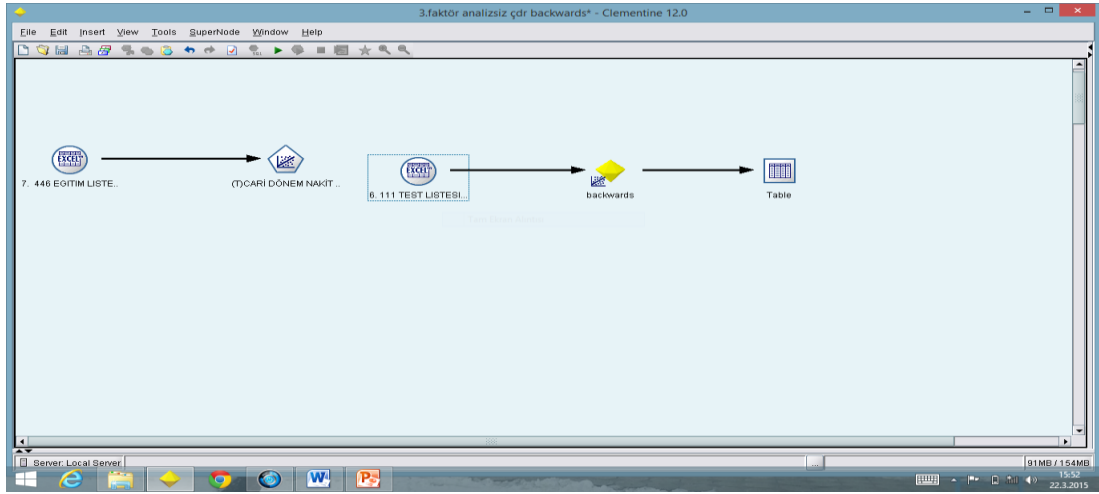 3.faktör analizsiz çdr backwards* - Clementine 12.0
File Edit Insert View Tools SuperNode Window Help
EXCEL
7. 446 EGITIM LISTE..
(T)CARİ DÖNEM NAKİT ..
EXCEL
6. 111 TEST LISTESI...
backwards
Table
Server: Local Server
...
91MB / 154MB
15:52
22.3.2015